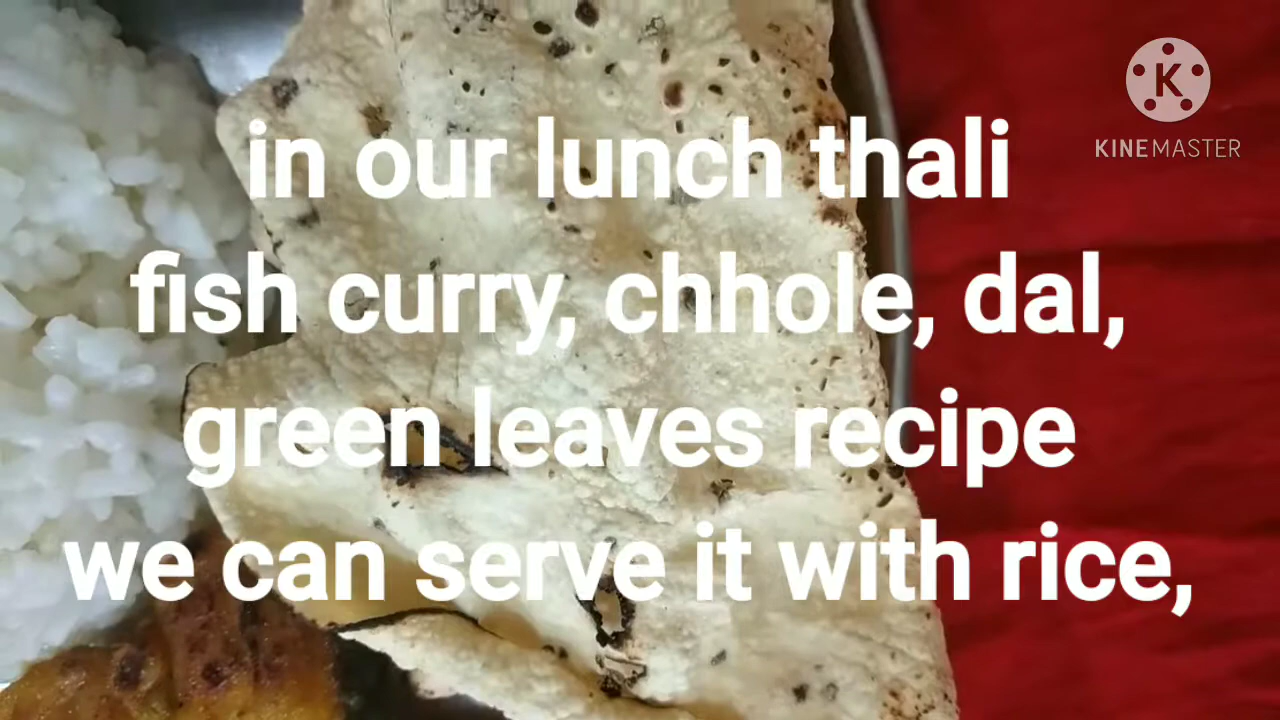 in our lunch thali
fish curry, chhole, dal,
green leaves recipe
we can serve it with rice,
K
KINEMASTER